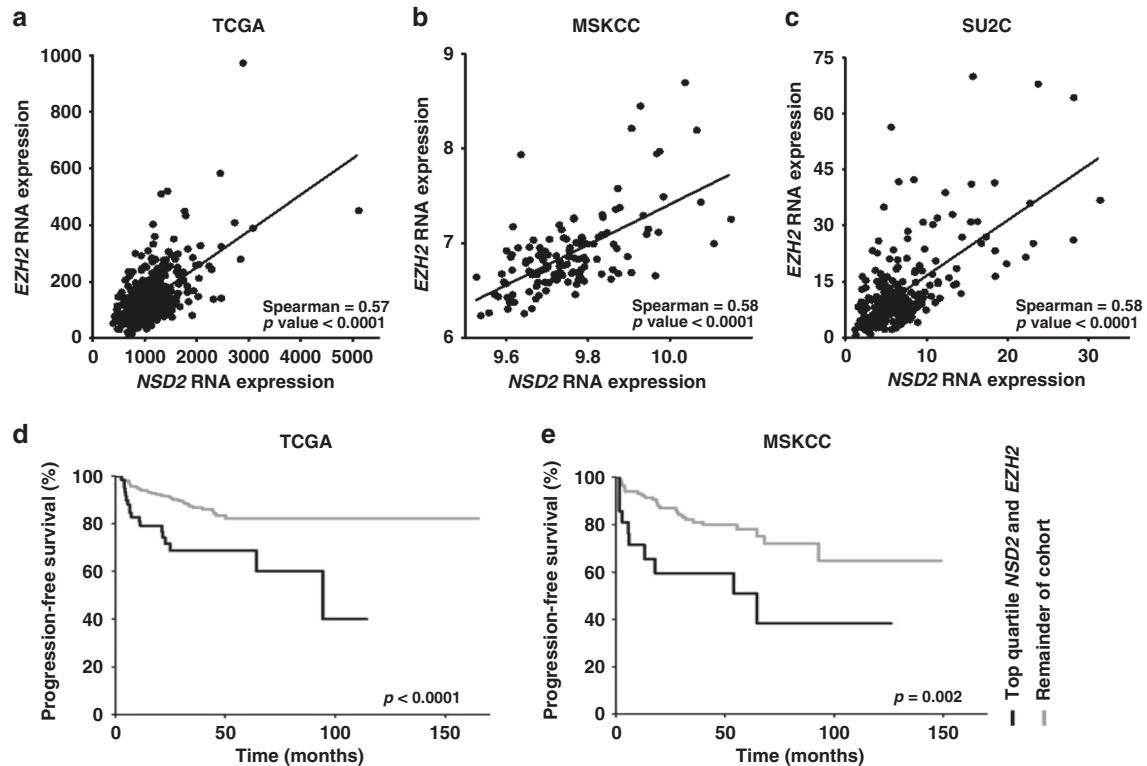 a
TCGA
EZH2 RNA expression
1000
800
600
400
200
0
0 1000 2000 3000 4000 5000
NSD2 RNA expression
Spearman = 0.57
p value < 0.0001
b
MSKCC
EZH2 RNA expression
9
8
7
6
9.6 9.8 10.0
NSD2 RNA expression
Spearman = 0.58
p value < 0.0001
c
SU2C
EZH2 RNA expression
75
60
45
30
15
0
0 10 20 30
NSD2 RNA expression
Spearman = 0.58
p value < 0.0001
d
TCGA
Progression-free survival (%)
100
80
60
40
20
0
0 50 100 150
Time (months)
p < 0.0001
e
MSKCC
Progression-free survival (%)
100
80
60
40
20
0
0 50 100 150
Time (months)
p = 0.002
Top quartile NSD2 and EZH2
Remainder of cohort